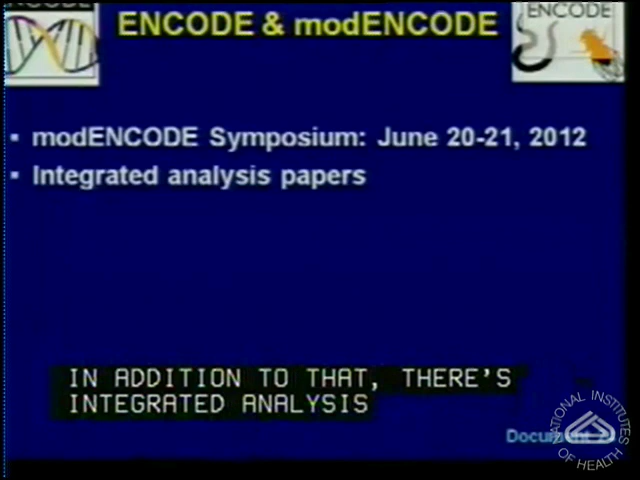 ENCODE & modENCODE
ENCODE
▪ modENCODE Symposium: June 20-21, 2012
▪ Integrated analysis papers
IN ADDITION TO THAT, THERE'S
INTEGRATED ANALYSIS
Document
NATIONAL INSTITUTES
OF HEALTH